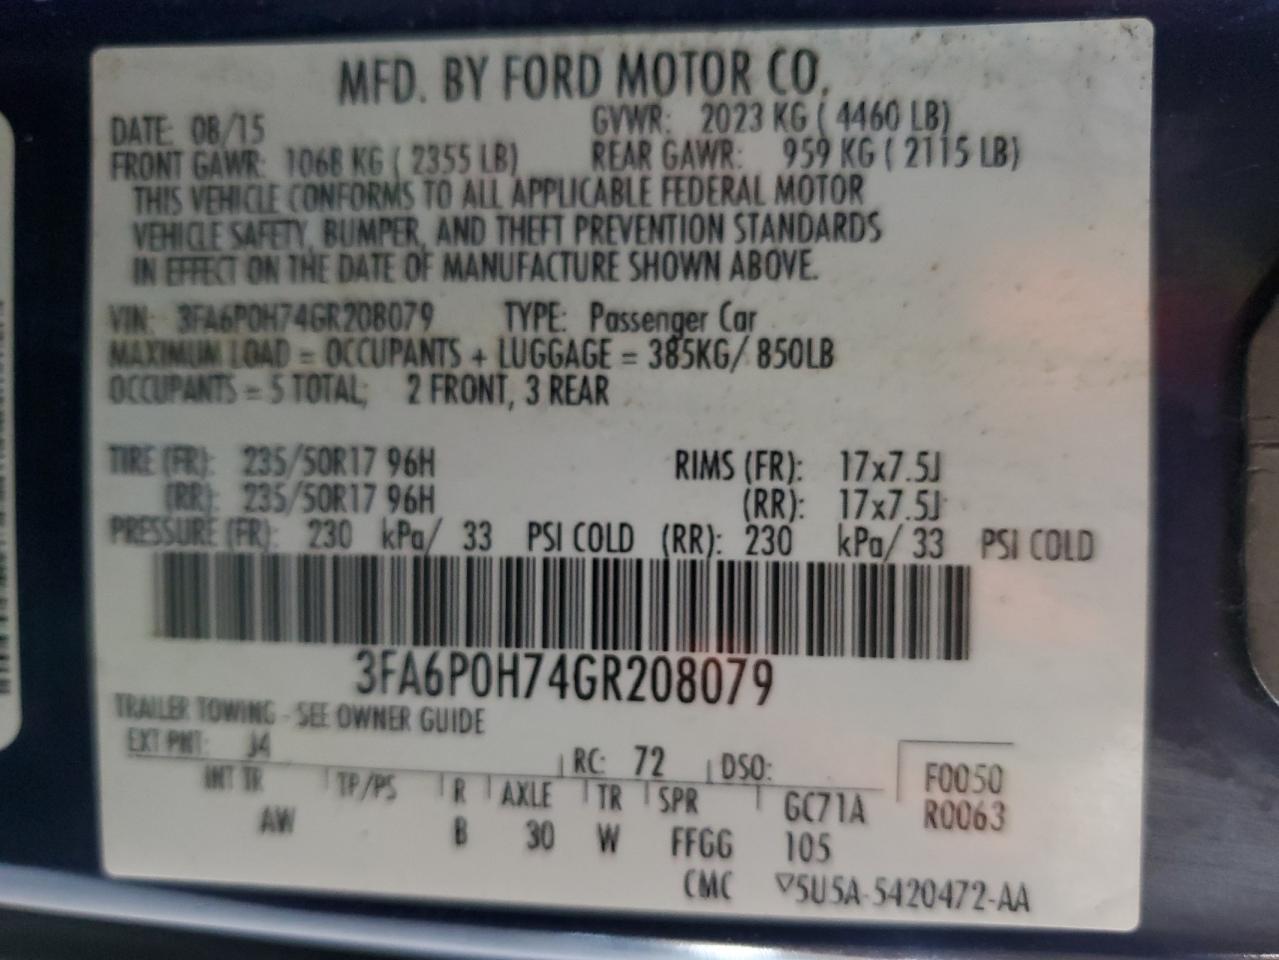 MFD. BY FORD MOTOR CO.
DATE: 08/15 GVWR: 2023 KG ( 4460 LB)
FRONT GAWR: 1068 KG ( 2355 LB) REAR GAWR: 959 KG ( 2115 LB)
THIS VEHICLE CONFORMS TO ALL APPLICABLE FEDERAL MOTOR
VEHICLE SAFETY, BUMPER, AND THEFT PREVENTION STANDARDS
IN EFFECT ON THE DATE OF MANUFACTURE SHOWN ABOVE.
VIN: 3FA6P0H74GR208079 TYPE: Passenger Car
MAXIMUM LOAD = OCCUPANTS + LUGGAGE = 385KG/ 850LB
OCCUPANTS = 5 TOTAL; 2 FRONT, 3 REAR
TIRE (FR): 235/50R17 96H RIMS (FR): 17x7.5J
(RR): 235/50R17 96H (RR): 17x7.5J
PRESSURE (FR): 230 kPa/ 33 PSI COLD (RR): 230 kPa/ 33 PSI COLD
3FA6P0H74GR208079
TRAILER TOWING - SEE OWNER GUIDE
EXT PNT: J4 RC: 72 DSO: F0050
INT TR TP/PS R AXLE TR SPR GC71A R0063
AW B 30 W FFGG 105
CMC ▽5U5A-5420472-AA